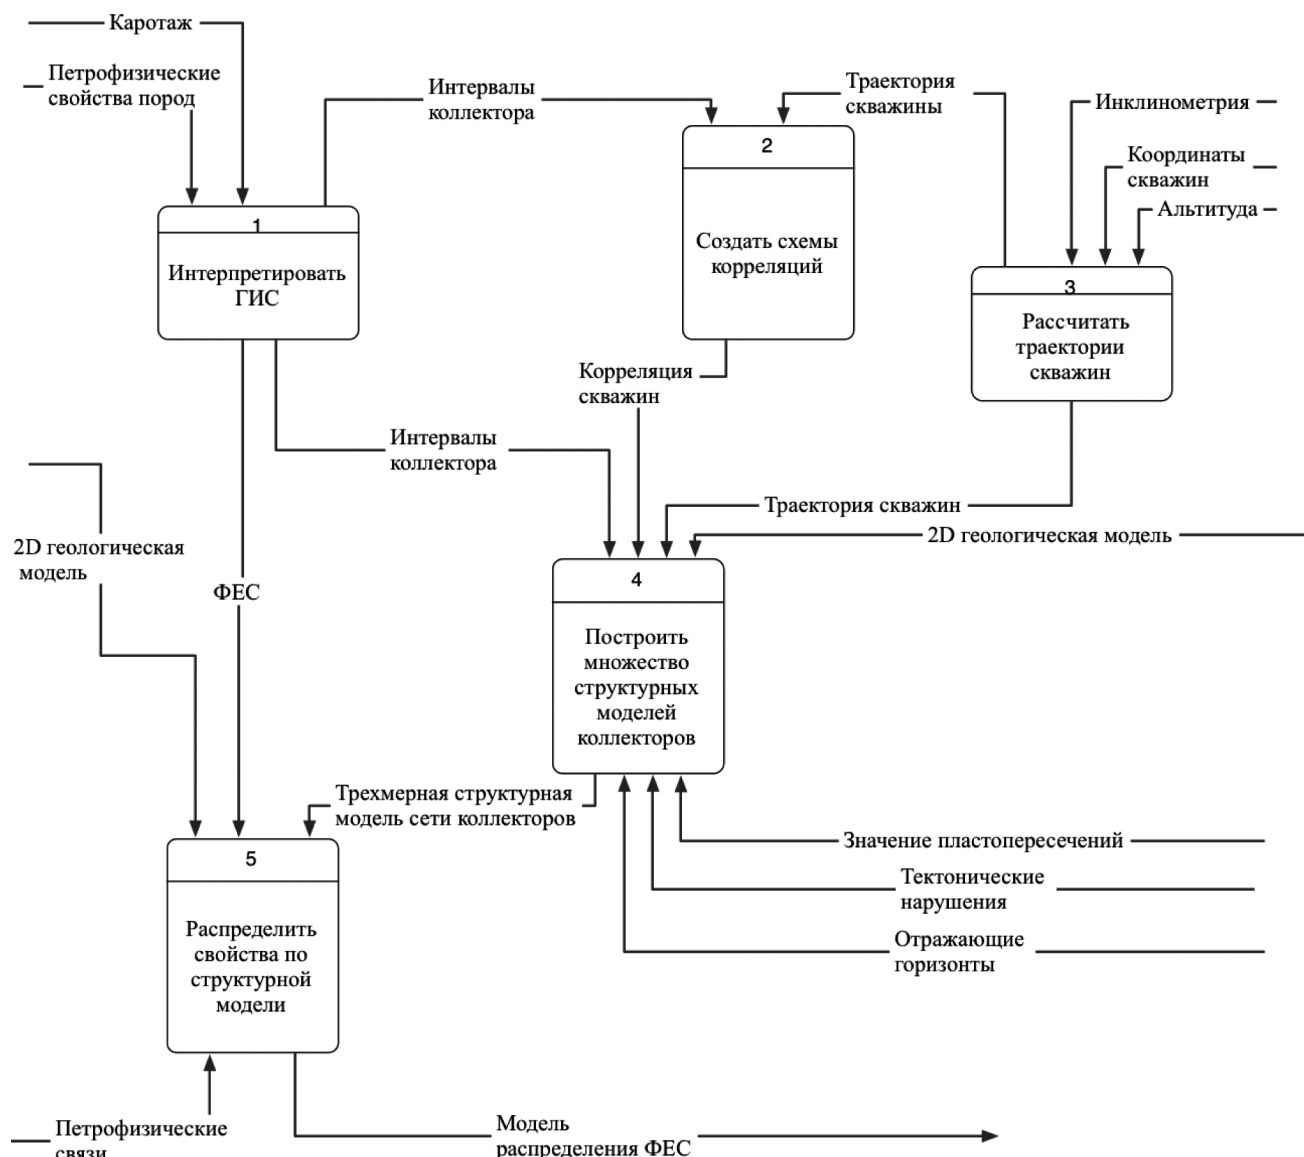 Каротаж
Петрофизические
свойства пород
Интервалы
коллектора
Траектория
скважины
Инклинометрия
Координаты
скважин
Альтитуда
1
Интерпретировать
ГИС
2
Создать схемы
корреляций
3
Рассчитать
траектории
скважин
Корреляция
скважин
Интервалы
коллектора
Траектория скважин
2D геологическая модель
2D геологическая
модель
ФЕС
4
Построить
множество
структурных
моделей
коллекторов
Трехмерная структурная
модель сети коллекторов
Значение пластопересечений
Тектонические
нарушения
Отражающие
горизонты
5
Распределить
свойства по
структурной
модели
Петрофизические
связи
Модель
распределения ФЕС